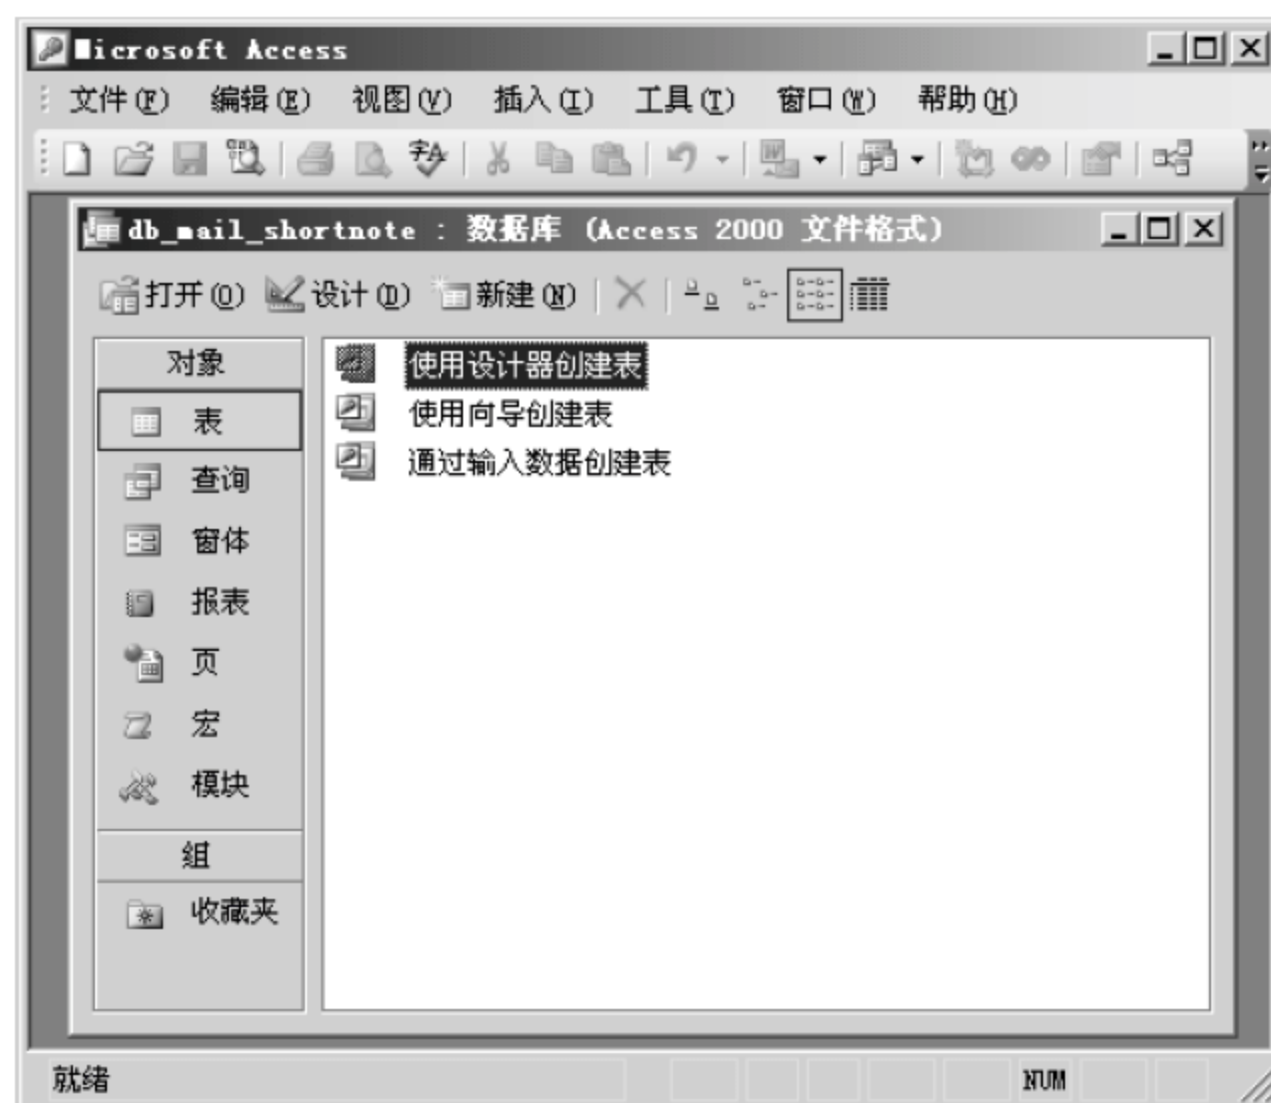 Microsoft Access
文件(F) 编辑(E) 视图(V) 插入(I) 工具(T) 窗口(W) 帮助(H)
db_mail_shortnote : 数据库 (Access 2000 文件格式)
打开(O) 设计(D) 新建(N)
对象
表
查询
窗体
报表
页
宏
模块
组
收藏夹
使用设计器创建表
使用向导创建表
通过输入数据创建表
就绪
NUM